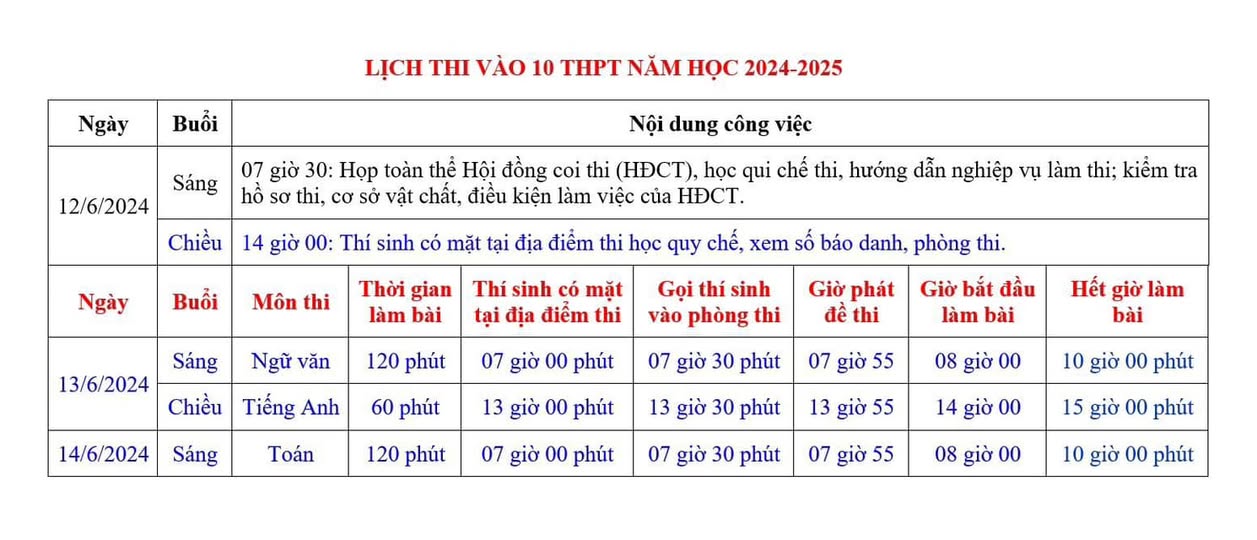 LỊCH THI VÀO 10 THPT NĂM HỌC 2024-2025
Ngày Buổi Nội dung công việc
12/6/2024
Sáng
07 giờ 30: Họp toàn thể Hội đồng coi thi (HĐCT), học qui chế thi, hướng dẫn nghiệp vụ làm thi; kiểm tra
hồ sơ thi, cơ sở vật chất, điều kiện làm việc của HĐCT.
Chiều 14 giờ 00: Thí sinh có mặt tại địa điểm thi học quy chế, xem số báo danh, phòng thi.
Ngày Buổi Môn thi
Thời gian
làm bài
Thí sinh có mặt
tại địa điểm thi
Gọi thí sinh
vào phòng thi
Giờ phát
đề thi
Giờ bắt đầu
làm bài
Hết giờ làm
bài
13/6/2024
Sáng Ngữ văn 120 phút 07 giờ 00 phút 07 giờ 30 phút 07 giờ 55 08 giờ 00 10 giờ 00 phút
Chiều Tiếng Anh 60 phút 13 giờ 00 phút 13 giờ 30 phút 13 giờ 55 14 giờ 00 15 giờ 00 phút
14/6/2024 Sáng Toán 120 phút 07 giờ 00 phút 07 giờ 30 phút 07 giờ 55 08 giờ 00 10 giờ 00 phút